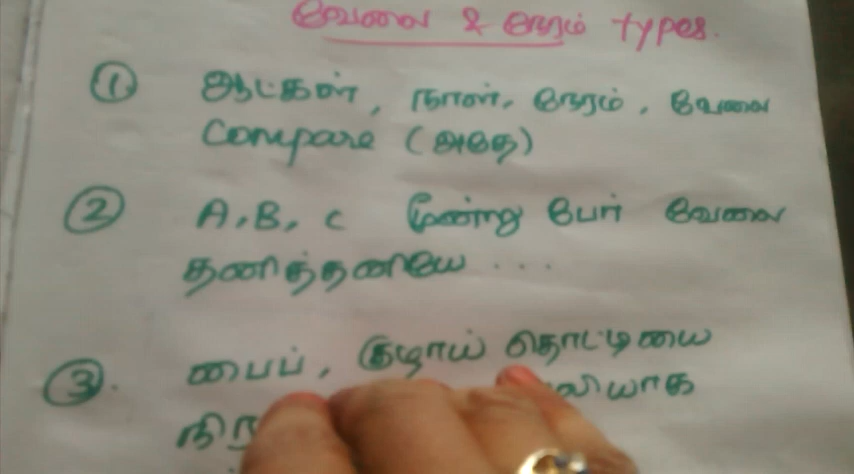 வேலை & நேரம் types.
① ஆட்கள், நாள், நேரம், வேலை
Compare (அதே)
② A, B, C மூன்று பேர் வேலை
தனித்தனியே ...
③. பைப், குழாய் தொட்டியை